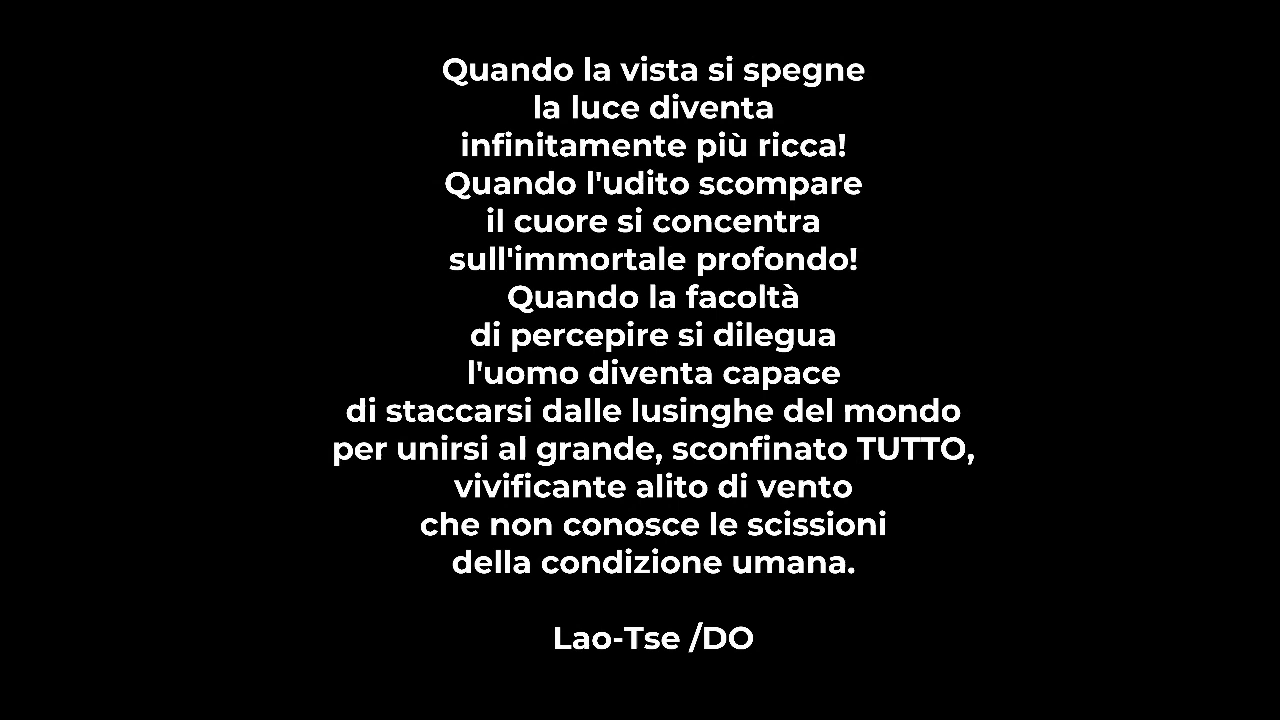 Quando la vista si spegne
la luce diventa
infinitamente più ricca!
Quando l'udito scompare
il cuore si concentra
sull'immortale profondo!
Quando la facoltà
di percepire si dilegua
l'uomo diventa capace
di staccarsi dalle lusinghe del mondo
per unirsi al grande, sconfinato TUTTO,
vivificante alito di vento
che non conosce le scissioni
della condizione umana.
Lao-Tse /DO